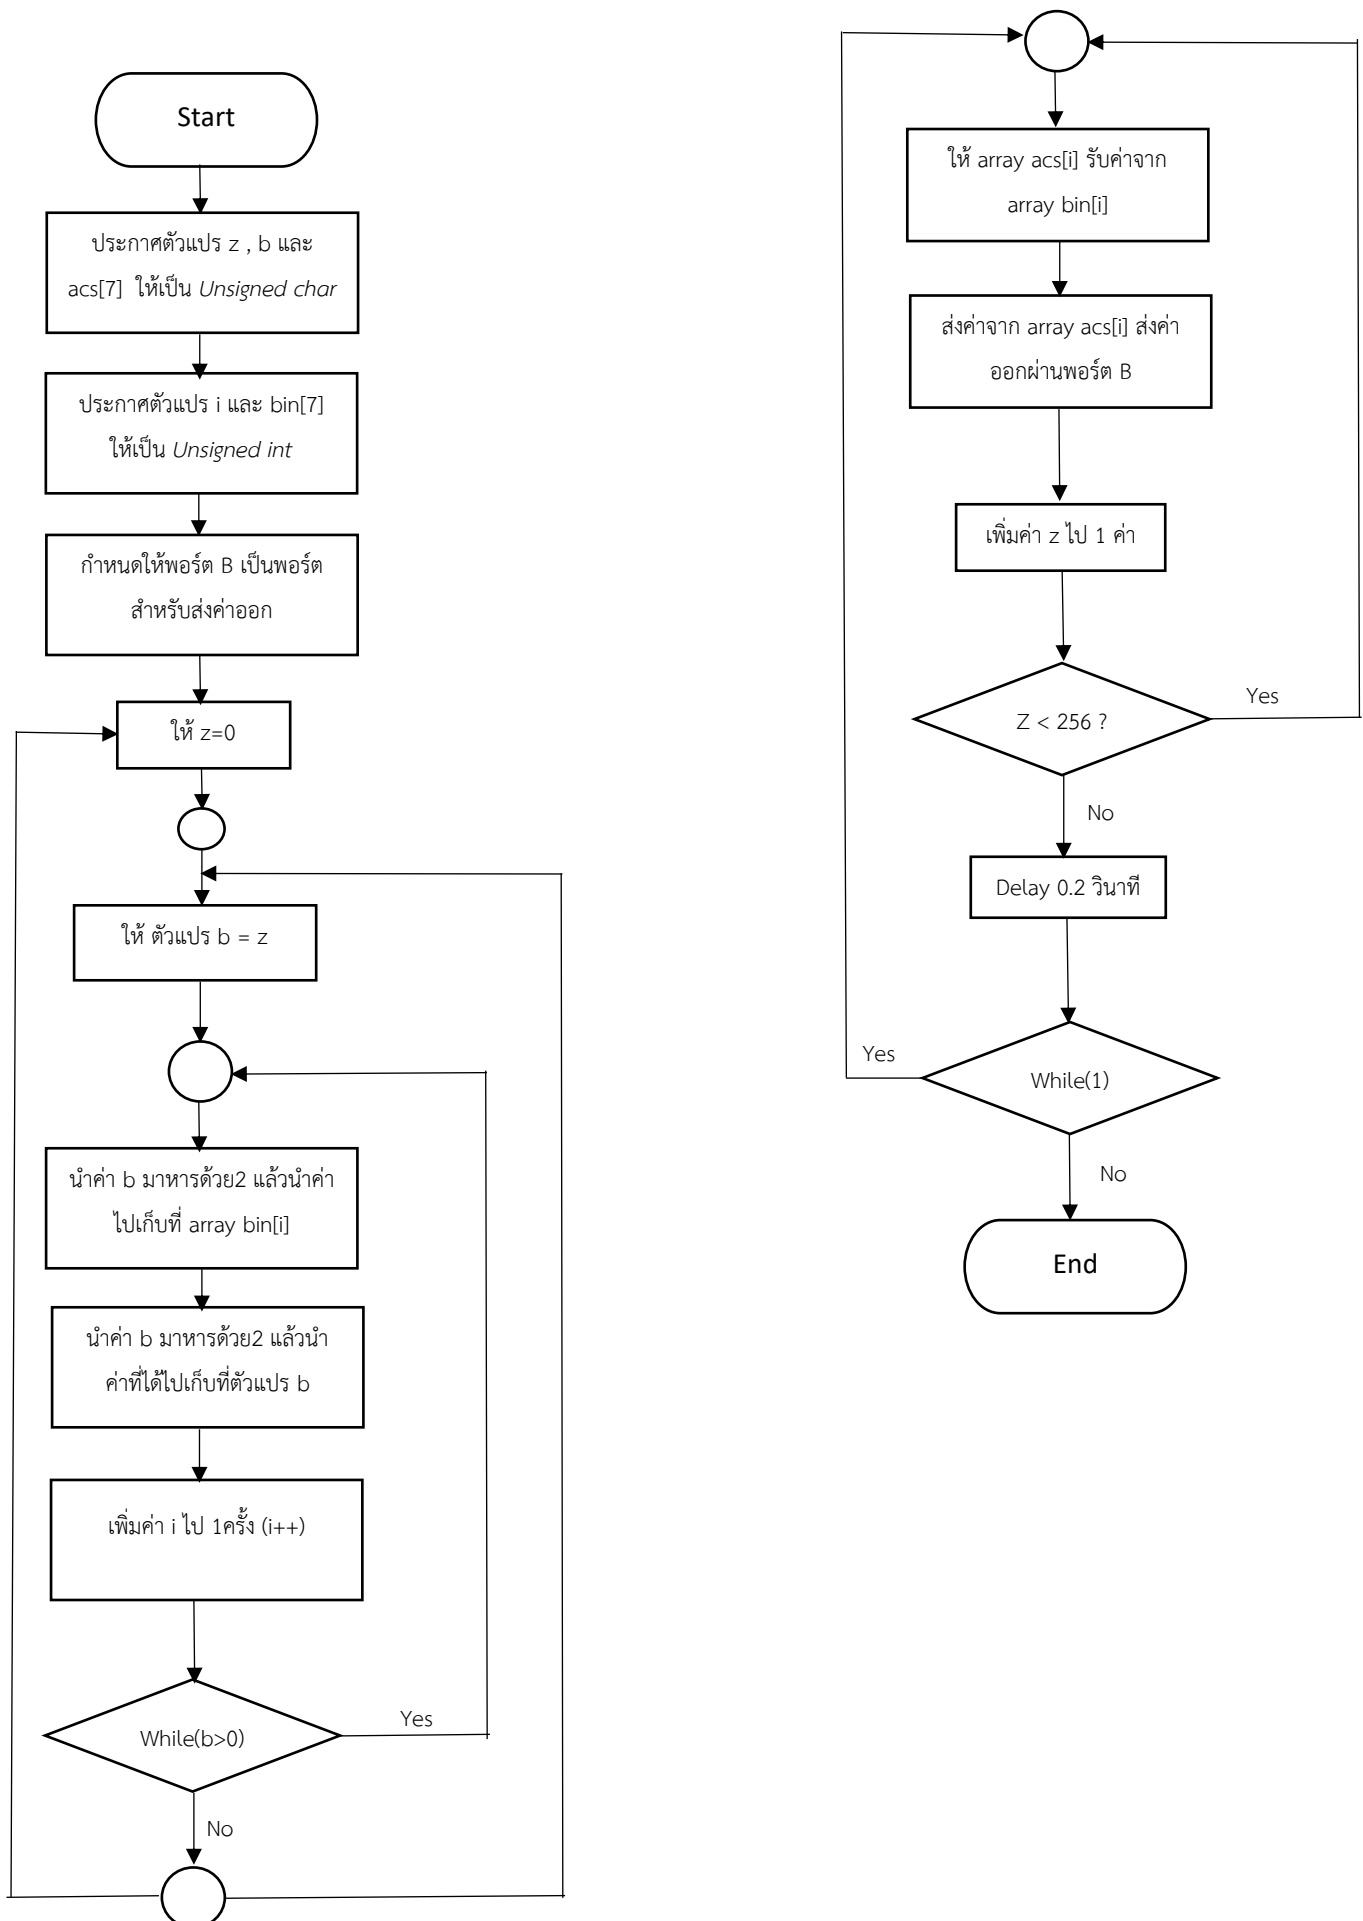 Start
ประกาศตัวแปร z , b และ
acs[7] ให้เป็น Unsigned char
ประกาศตัวแปร i และ bin[7]
ให้เป็น Unsigned int
กำหนดให้พอร์ต B เป็นพอร์ต
สำหรับส่งค่าออก
ให้ z=0
ให้ ตัวแปร b = z
นำค่า b มาหารด้วย2 แล้วนำค่า
ไปเก็บที่ array bin[i]
นำค่า b มาหารด้วย2 แล้วนำ
ค่าที่ได้ไปเก็บที่ตัวแปร b
เพิ่มค่า i ไป 1ครั้ง (i++)
While(b>0)
Yes
No
ให้ array acs[i] รับค่าจาก
array bin[i]
ส่งค่าจาก array acs[i] ส่งค่า
ออกผ่านพอร์ต B
เพิ่มค่า z ไป 1 ค่า
Z < 256 ?
Yes
No
Delay 0.2 วินาที
While(1)
Yes
No
End